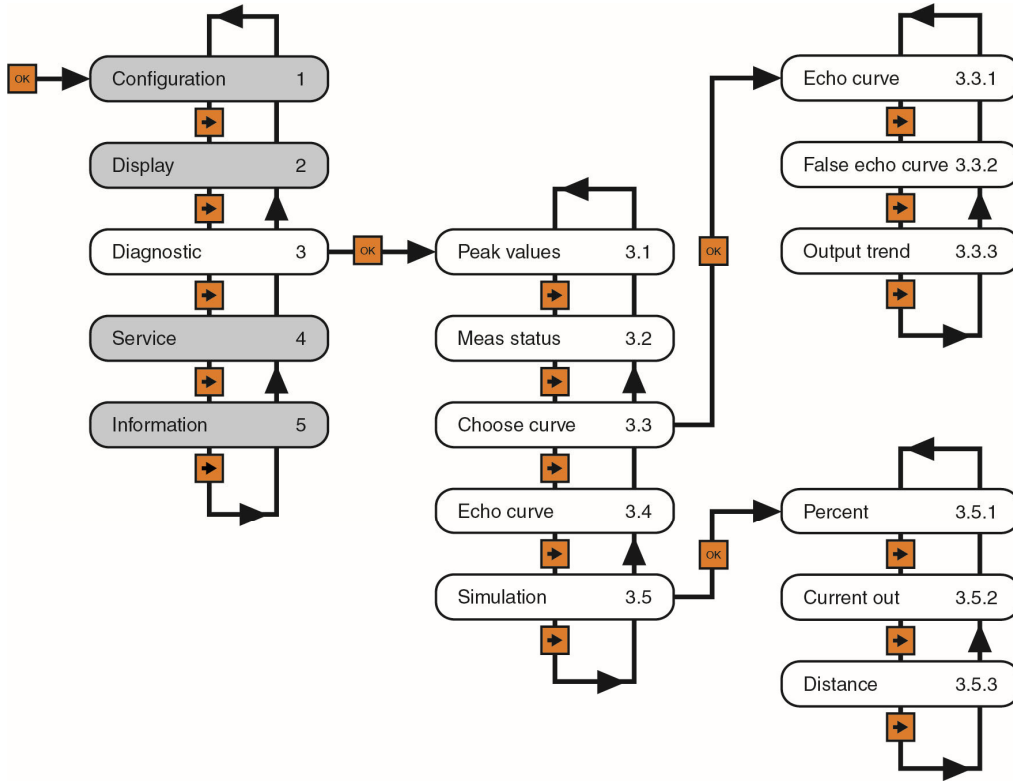 OK
Configuration 1
Display 2
Diagnostic 3
OK
Service 4
Information 5
Peak values 3.1
Meas status 3.2
Choose curve 3.3
OK
Echo curve 3.4
Simulation 3.5
OK
Echo curve 3.3.1
False echo curve 3.3.2
Output trend 3.3.3
Percent 3.5.1
Current out 3.5.2
Distance 3.5.3